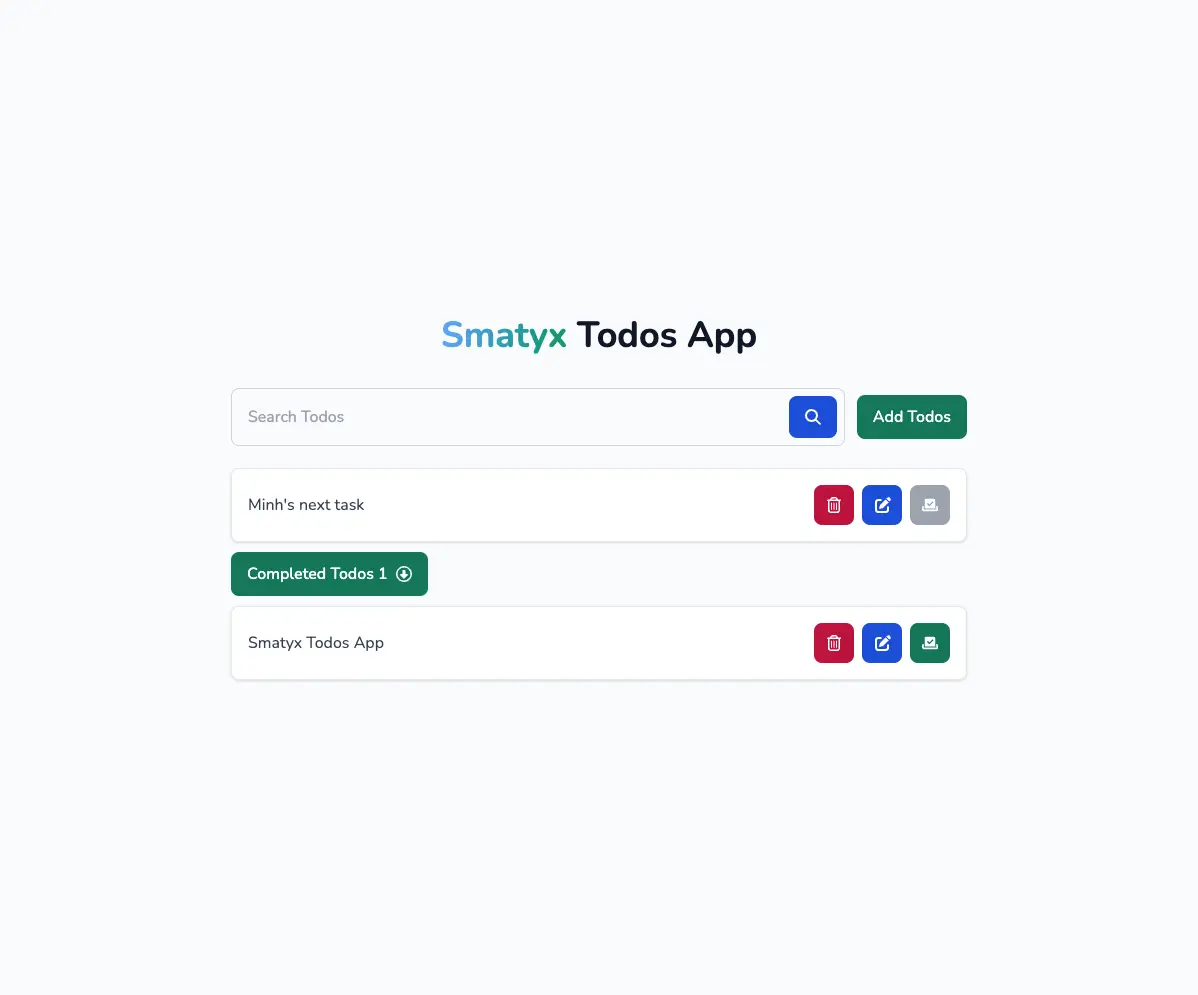 Smatyx Todos App
Search Todos
Add Todos
Minh's next task
Completed Todos 1
Smatyx Todos App